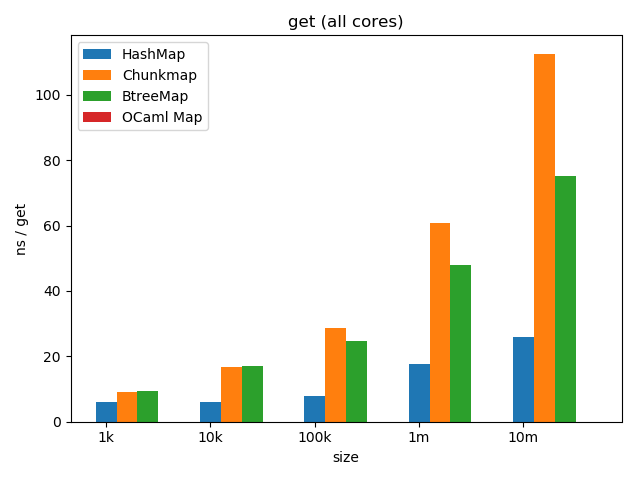 get (all cores)
HashMap
Chunkmap
BtreeMap
OCaml Map
ns / get
100
80
60
40
20
0
1k 10k 100k 1m 10m
size